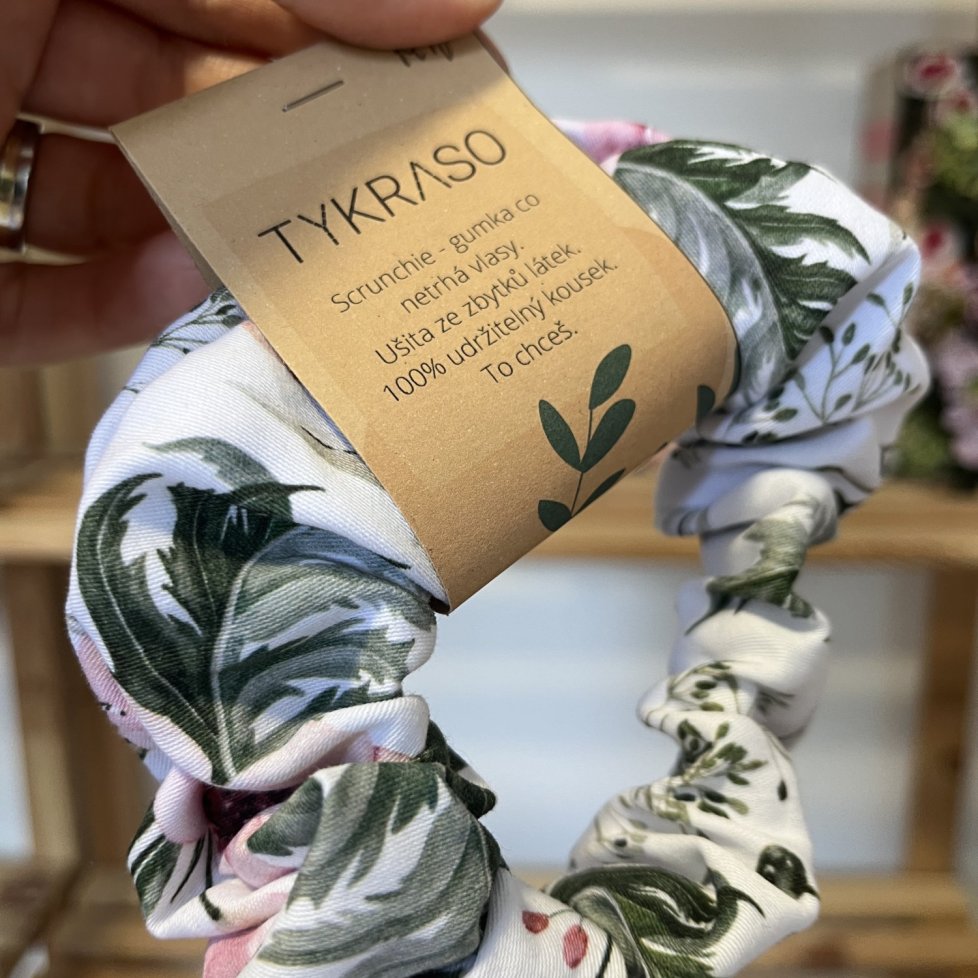 TYKRASO
Scrunchie - gumka co
netrhá vlasy.
Ušita ze zbytků látek.
100% udržitelný kousek.
To chceš.